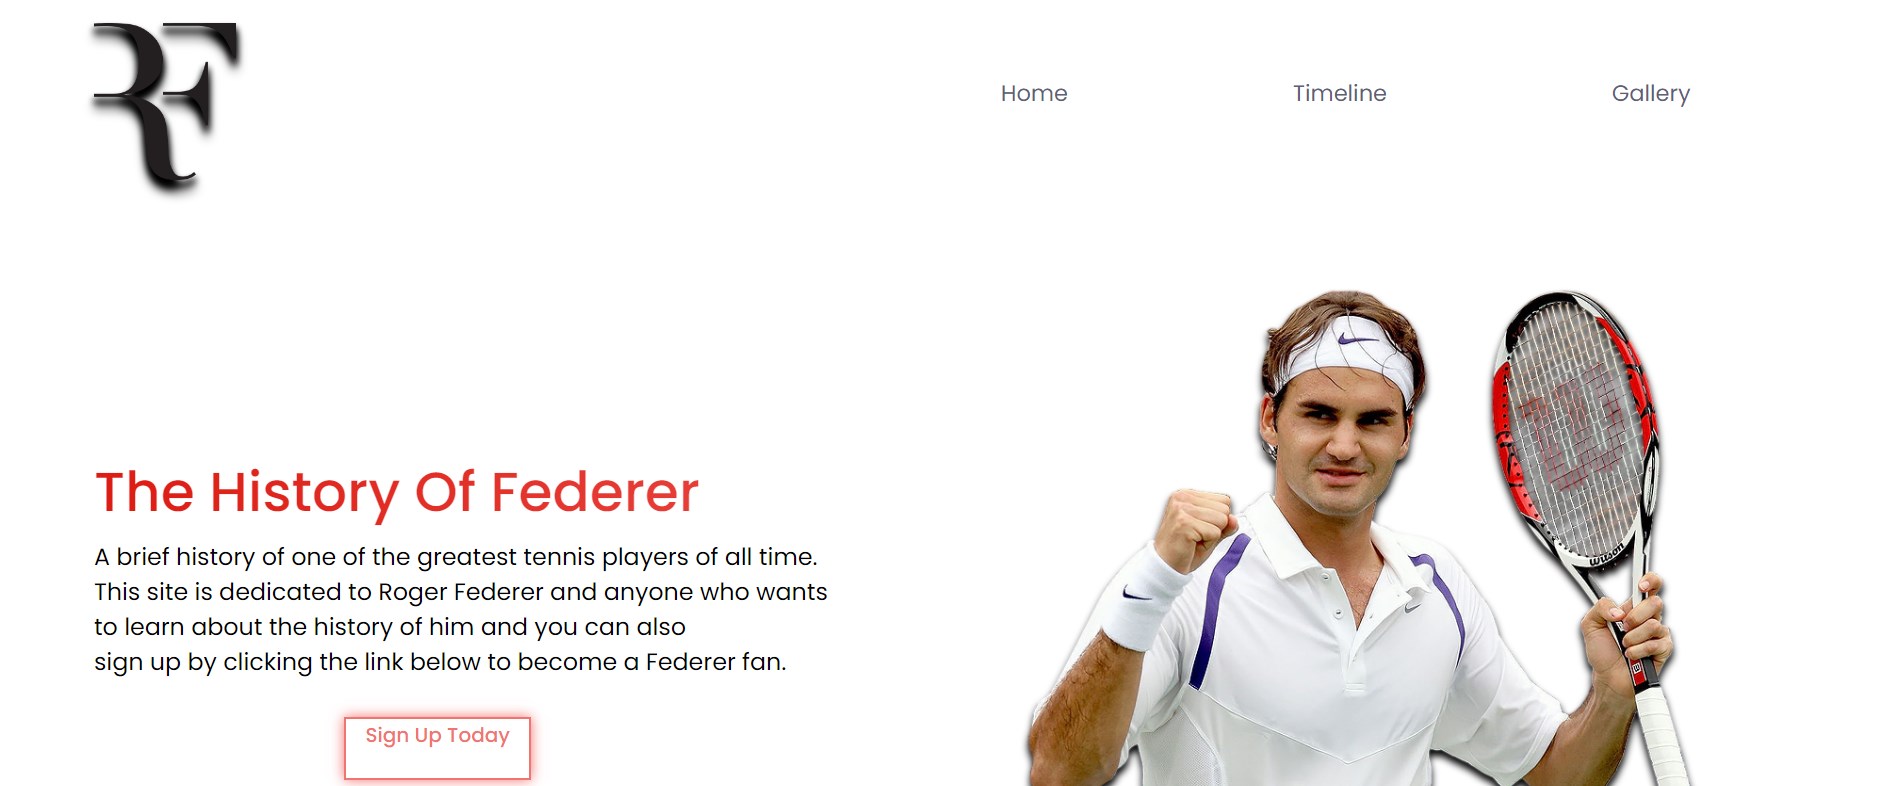 RF
Home
Timeline
Gallery
The History Of Federer
A brief history of one of the greatest tennis players of all time.
This site is dedicated to Roger Federer and anyone who wants
to learn about the history of him and you can also
sign up by clicking the link below to become a Federer fan.
Sign Up Today
Wilson